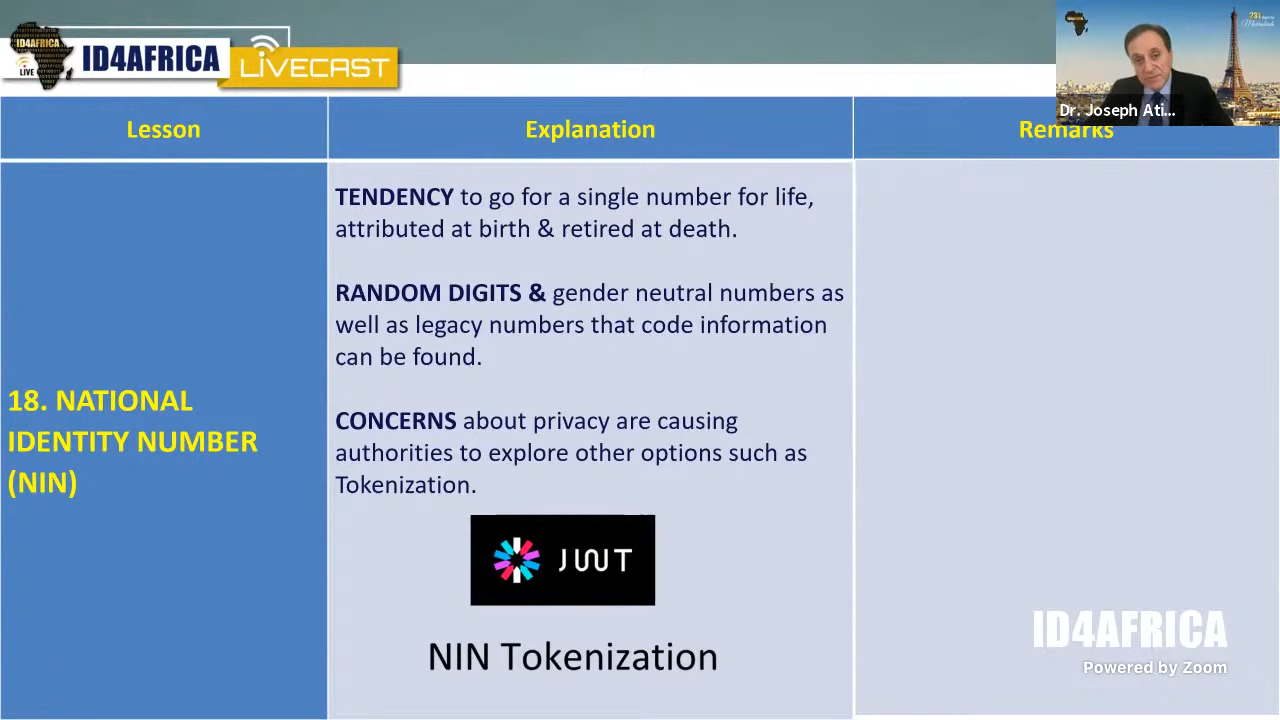 ID4AFRICA
LIVE
ID4AFRICA LIVECAST
Dr. Joseph Ati...
Lesson
Explanation
Remarks
18. NATIONAL
IDENTITY NUMBER
(NIN)
TENDENCY to go for a single number for life,
attributed at birth & retired at death.
RANDOM DIGITS & gender neutral numbers as
well as legacy numbers that code information
can be found.
CONCERNS about privacy are causing
authorities to explore other options such as
Tokenization.
JWT
NIN Tokenization
ID4AFRICA
Powered by Zoom